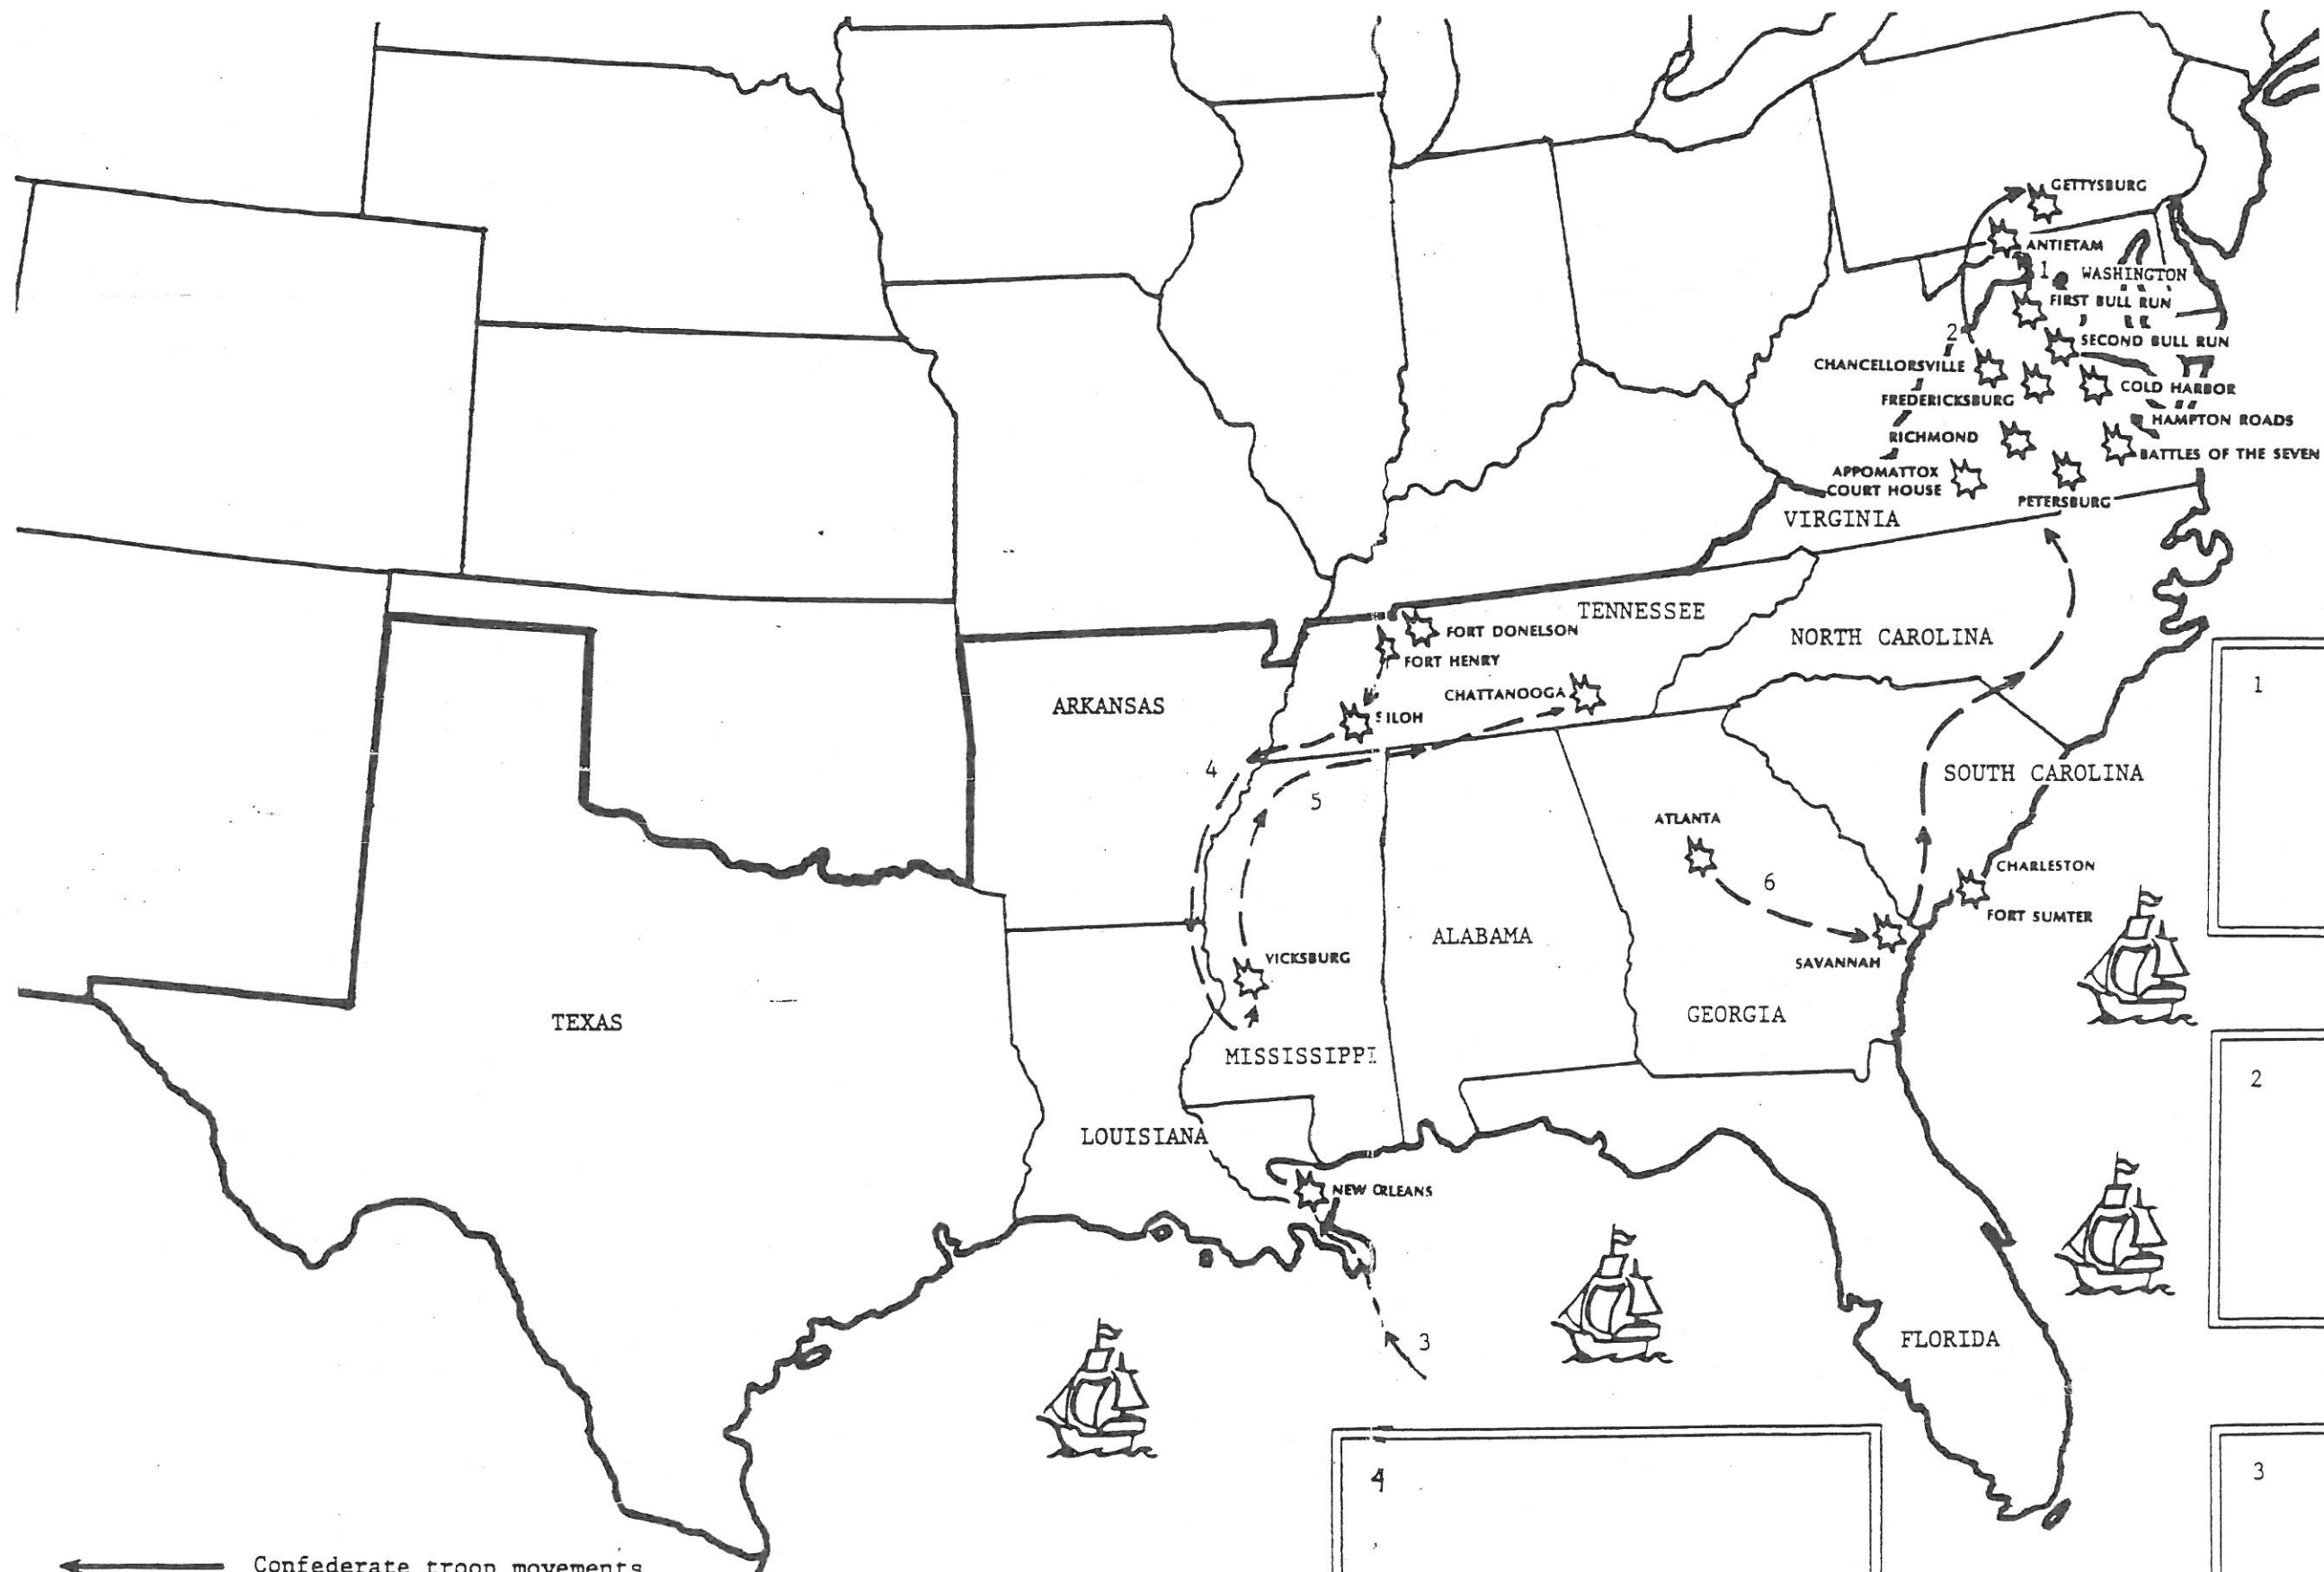 GETTYSBURG
ANTIETAM
1
WASHINGTON
FIRST BULL RUN
2
SECOND BULL RUN
CHANCELLORSVILLE
COLD HARBOR
FREDERICKSBURG
HAMPTON ROADS
RICHMOND
BATTLES OF THE SEVEN
APPOMATTOX
COURT HOUSE
PETERSBURG
VIRGINIA
TENNESSEE
FORT DONELSON
NORTH CAROLINA
FORT HENRY
1
CHATTANOOGA
ARKANSAS
SILOH
4
SOUTH CAROLINA
5
ATLANTA
CHARLESTON
6
FORT SUMTER
ALABAMA
VICKSBURG
SAVANNAH
GEORGIA
TEXAS
MISSISSIPPI
2
LOUISIANA
NEW ORLEANS
3
FLORIDA
4
3
Confederate troop movements